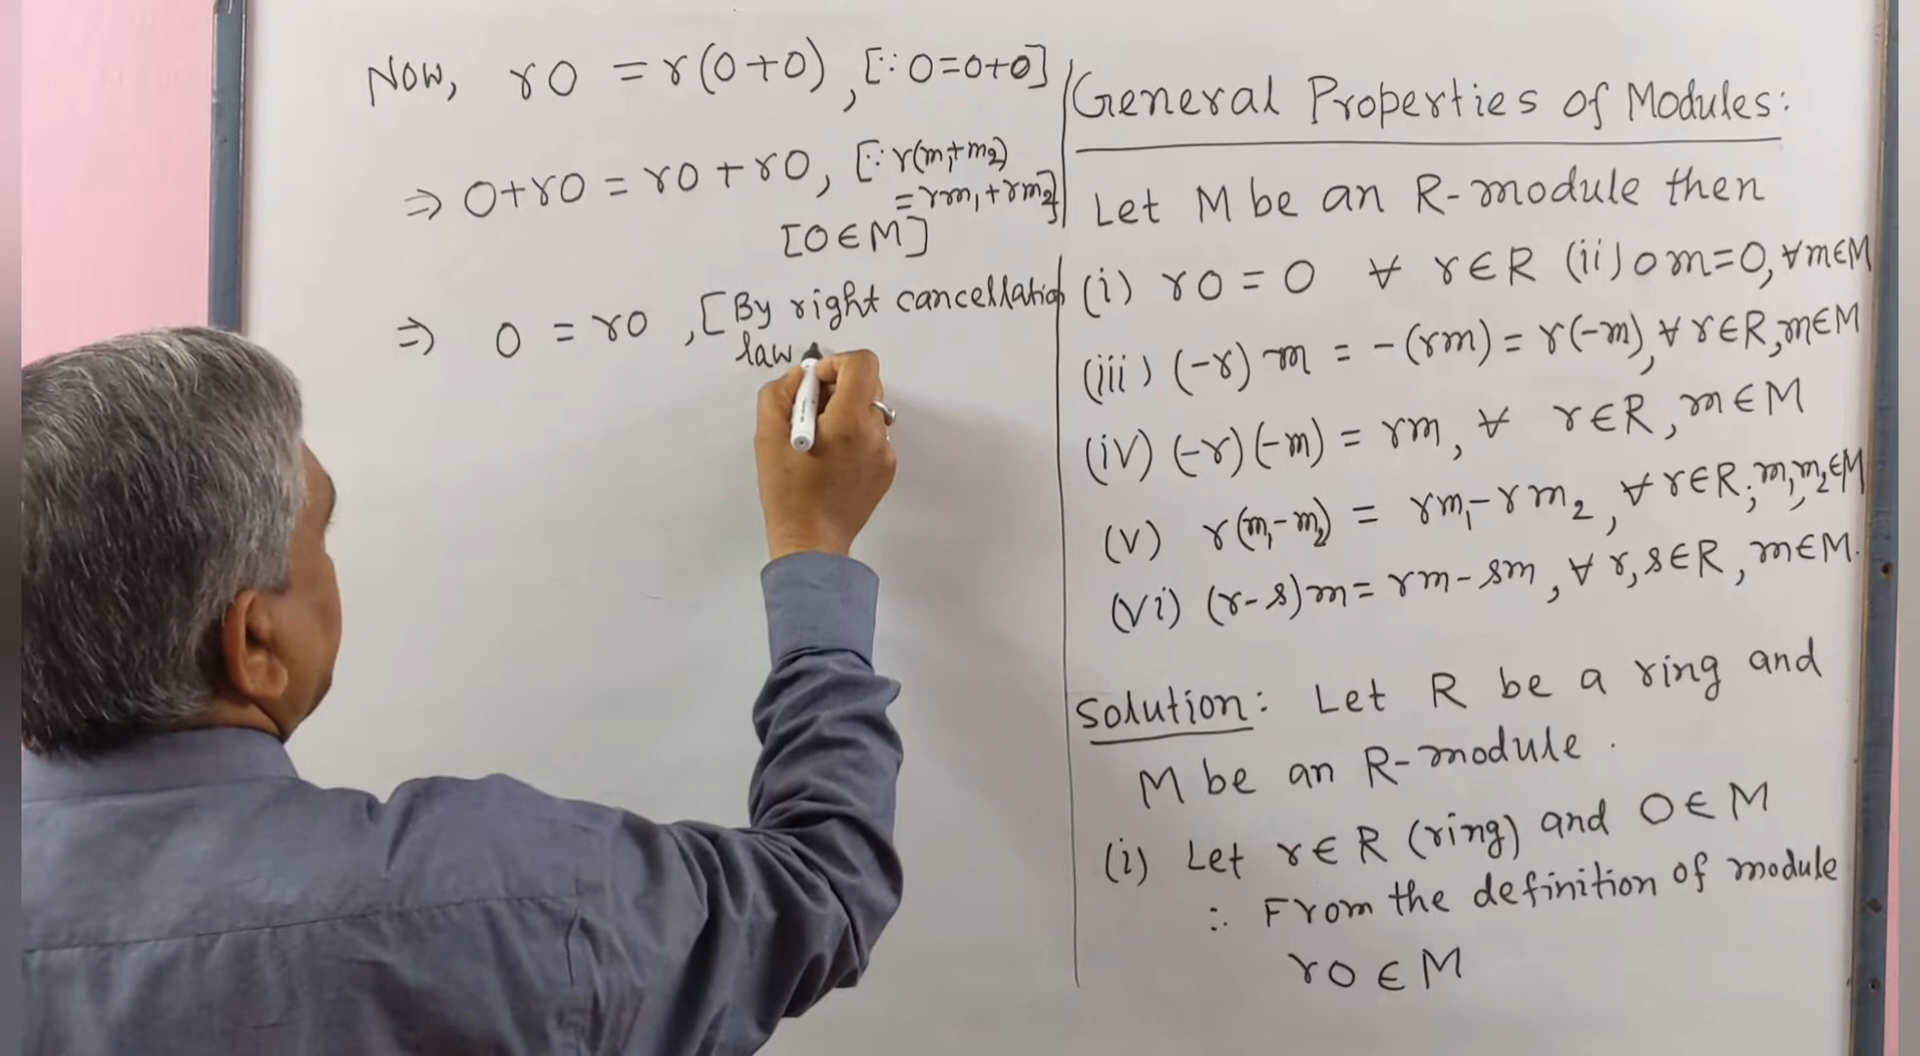 General Properties of Modules:
Let M be an R-module then
(i) r0 = 0 ∀ r∈R (ii) 0m=0, ∀m∈M
(iii) (-r)m = -(rm) = r(-m), ∀ r∈R, m∈M
(iv) (-r)(-m) = rm, ∀ r∈R, m∈M
(v) r(m₁-m₂) = rm₁-rm₂, ∀ r∈R; m₁,m₂∈M
(vi) (r-s)m = rm-sm, ∀ r,s∈R, m∈M.
Solution: Let R be a ring and
M be an R-module.
(i) Let r∈R (ring) and 0∈M
∴ From the definition of module
r0∈M
Now, r0 = r(0+0), [∵ 0=0+0]
⇒ 0+r0 = r0+r0, [∵ r(m₁+m₂)
= rm₁+rm₂]
[0∈M]
⇒ 0 = r0, [By right cancellation
law